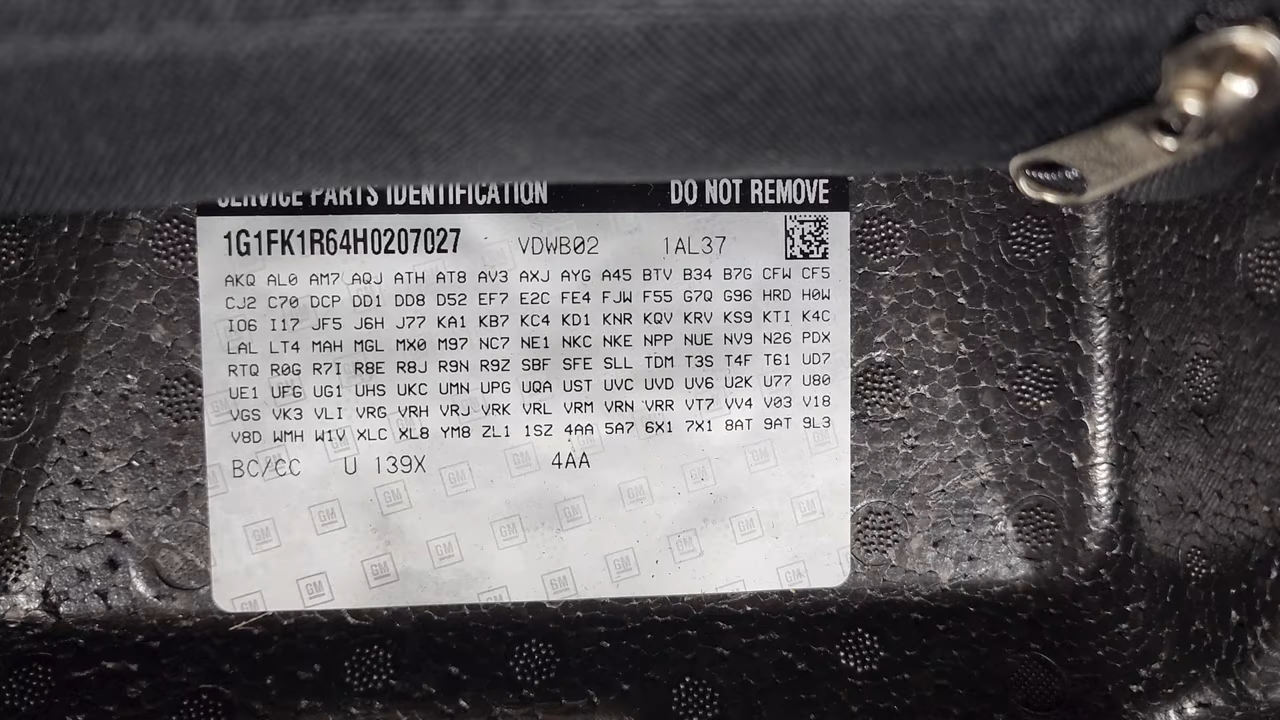 SERVICE PARTS IDENTIFICATION DO NOT REMOVE
1G1FK1R64H0207027 VDWB02 1AL37
AKQ AL0 AM7 AQJ ATH AT8 AV3 AXJ AYG A45 BTV B34 B7G CFW CF5
CJ2 C70 DCP DD1 DD8 D52 EF7 E2C FE4 FJW F55 G7Q G96 HRD H0W
I06 I17 JF5 J6H J77 KA1 KB7 KC4 KD1 KNR KQV KRV KS9 KTI K4C
LAL LT4 MAH MGL MX0 M97 NC7 NE1 NKC NKE NPP NUE NV9 N26 PDX
RTQ R0G R7I R8E R8J R9N R9Z SBF SFE SLL TDM T3S T4F T61 UD7
UE1 UFG UG1 UHS UKC UMN UPG UQA UST UVC UVD UV6 U2K U77 U80
VGS VK3 VLI VRG VRH VRJ VRK VRL VRM VRN VRR VT7 VV4 V03 V18
V8D WMH W1V XLC XL8 YM8 ZL1 1SZ 4AA 5A7 6X1 7X1 8AT 9AT 9L3
BC/CC U 139X 4AA